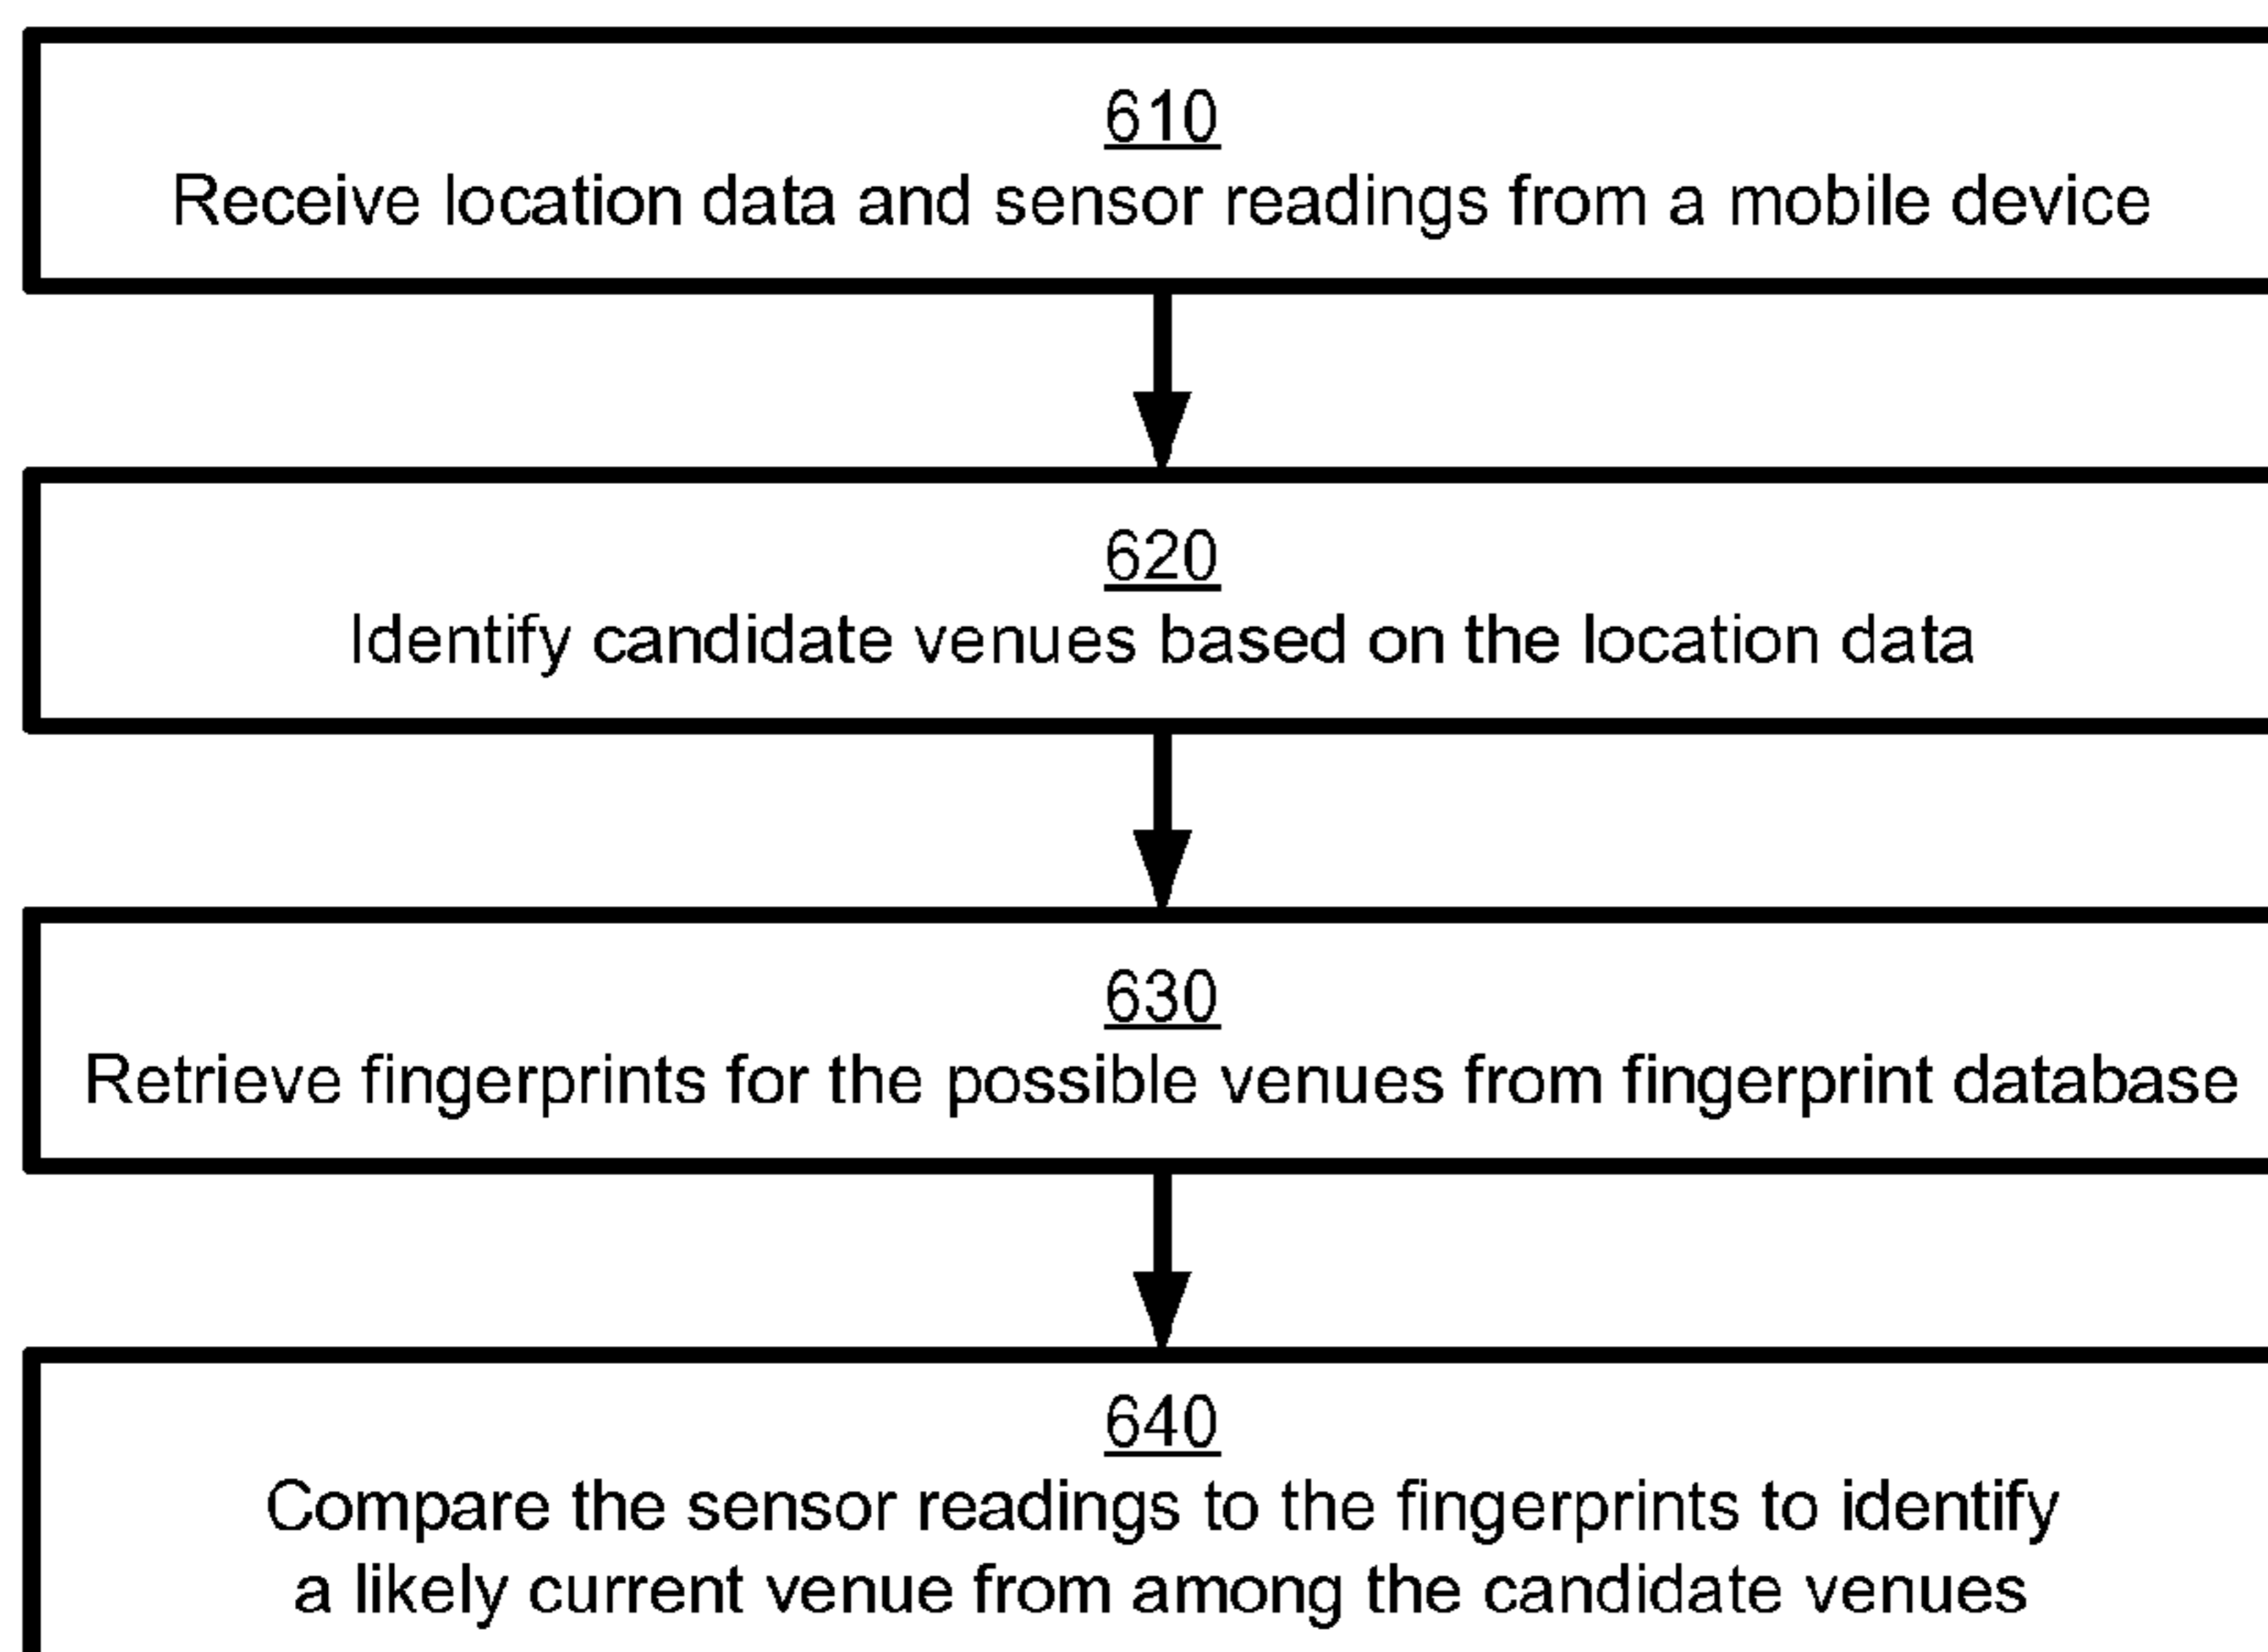 610
Receive location data and sensor readings from a mobile device
620
Identify candidate venues based on the location data
630
Retrieve fingerprints for the possible venues from fingerprint database
640
Compare the sensor readings to the fingerprints to identify
a likely current venue from among the candidate venues